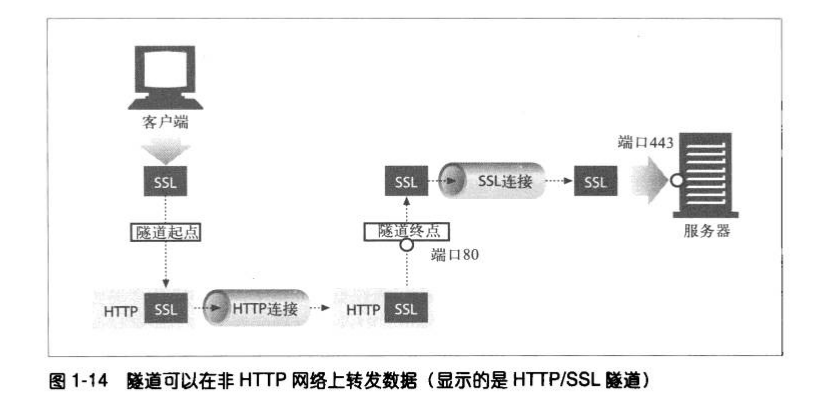 客户端
SSL
隧道起点
HTTP SSL
HTTP连接
HTTP SSL
端口80
隧道终点
SSL
SSL连接
SSL
端口443
服务器
图 1-14 隧道可以在非 HTTP 网络上转发数据（显示的是 HTTP/SSL 隧道）